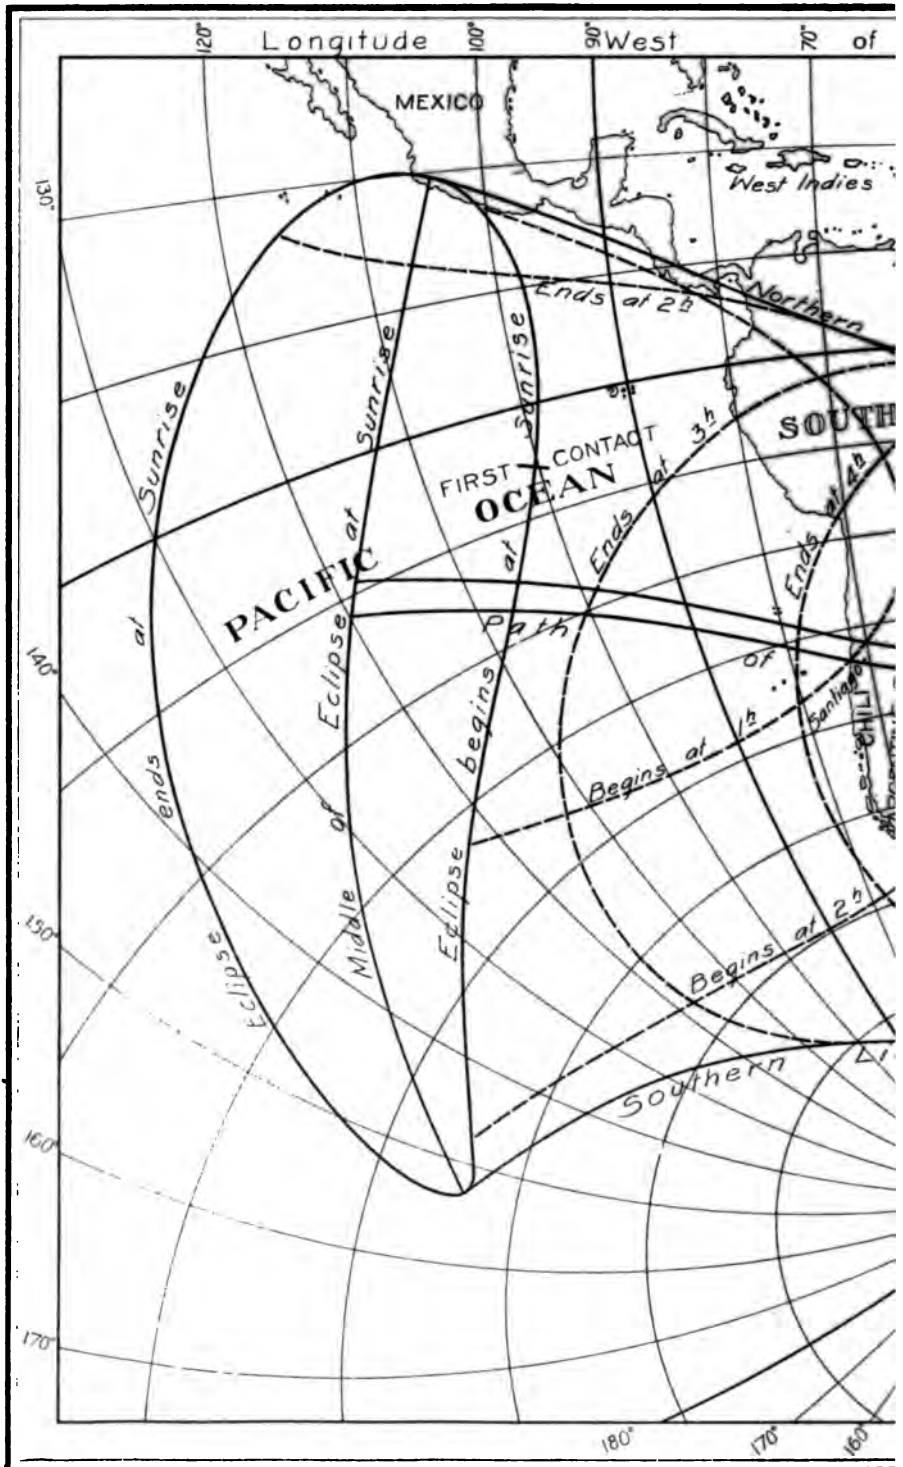 120° Longitude 100° 90° West 70° of
MEXICO
130°
West Indies
Ends at 2ʰ
Northern
Eclipse ends at Sunrise
Middle of Eclipse at Sunrise
Eclipse begins at Sunrise
Ends at 3ʰ
SOUTH
FIRST CONTACT
PACIFIC OCEAN
Ends at 4ʰ
Path of
140°
Santiago
CHILI
Begins at 1ʰ
150°
Begins at 2ʰ
Southern Li
160°
170°
180° 170° 160°